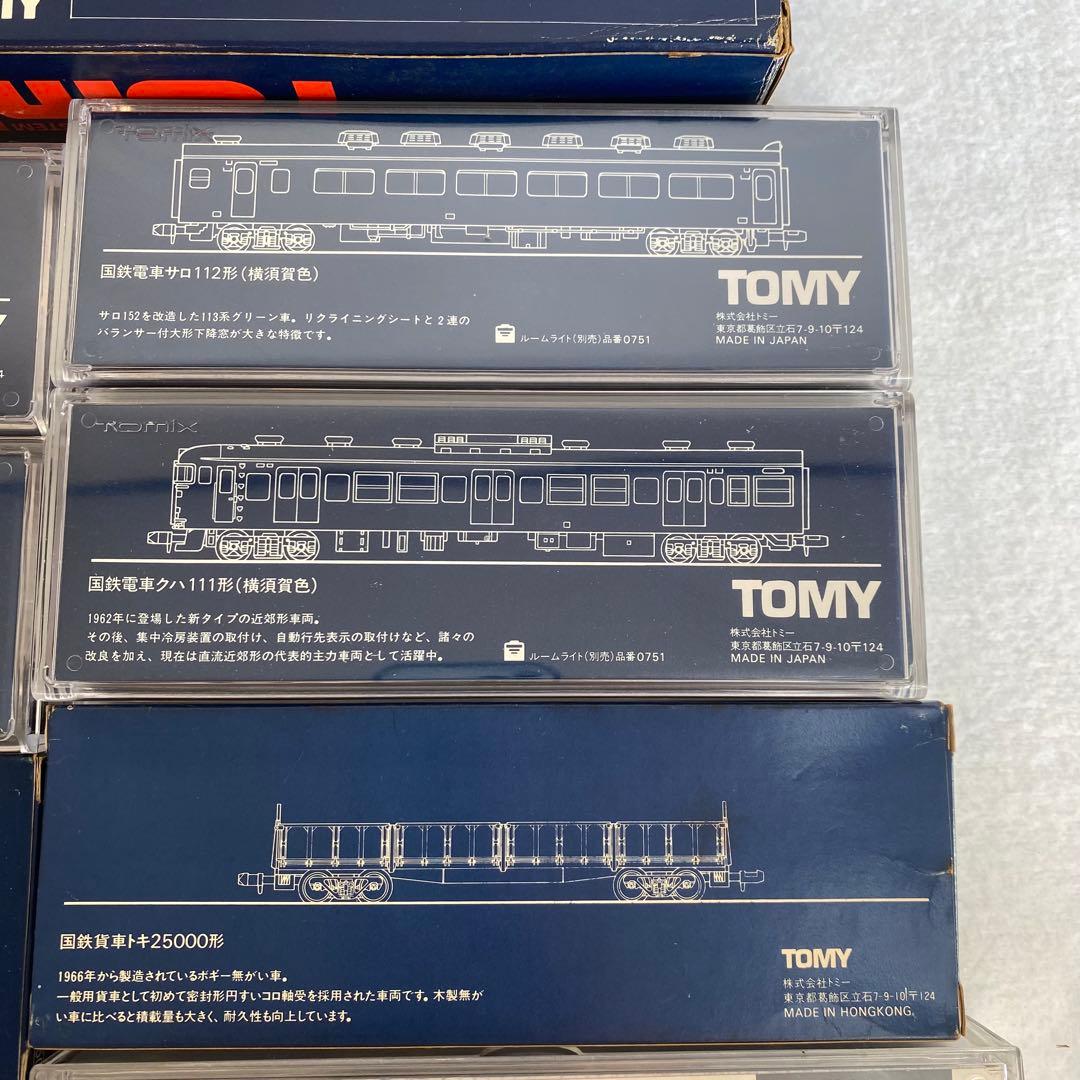 MY
Tomix
国鉄電車サロ112形(横須賀色)
サロ152を改造した113系グリーン車。リクライニングシートと2連の
バランサー付大形下降窓が大きな特徴です。
ルームライト(別売)品番0751
TOMY
株式会社トミー
東京都葛飾区立石7-9-10〒124
MADE IN JAPAN
Tomix
国鉄電車クハ111形(横須賀色)
1962年に登場した新タイプの近郊形車両。
その後、集中冷房装置の取付け、自動行先表示の取付けなど、諸々の
改良を加え、現在は直流近郊形の代表的主力車両として活躍中。
ルームライト(別売)品番0751
TOMY
株式会社トミー
東京都葛飾区立石7-9-10〒124
MADE IN JAPAN
国鉄貨車トキ25000形
1966年から製造されているボギー無がい車。
一般用貨車として初めて密封形円すいコロ軸受を採用された車両です。木製無が
い車に比べると積載量も大きく、耐久性も向上しています。
TOMY
株式会社トミー
東京都葛飾区立石7-9-10〒124
MADE IN HONGKONG